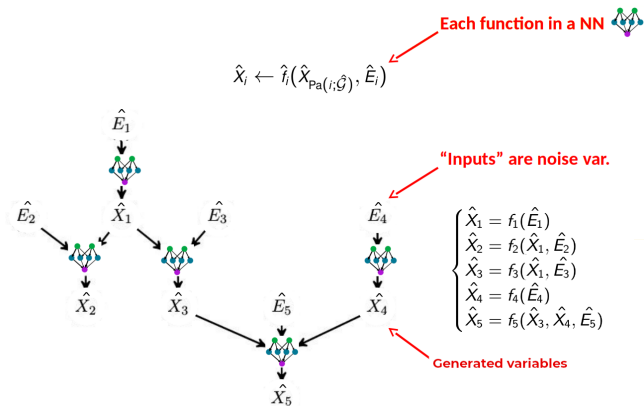 Each function in a NN
X̂ᵢ ← f̂ᵢ(X̂_Pa(i;Ĝ), Êᵢ)
Ê₁
“Inputs” are noise var.
Ê₂ X̂₁ Ê₃ Ê₄
X̂₁ = f₁(Ê₁)
X̂₂ = f₂(X̂₁, Ê₂)
X̂₃ = f₃(X̂₁, Ê₃)
X̂₄ = f₄(Ê₄)
X̂₅ = f₅(X̂₃, X̂₄, Ê₅)
X̂₂ X̂₃ Ê₅ X̂₄
Generated variables
X̂₅